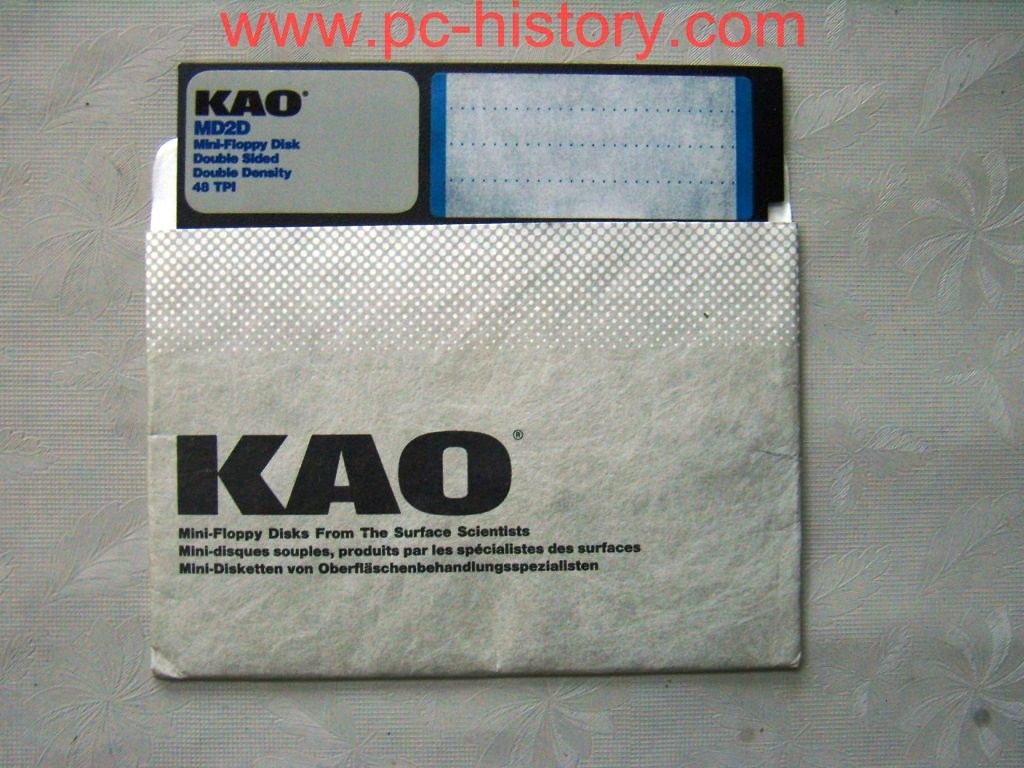 www.pc-history.com
KAO®
MD2D
Mini-Floppy Disk
Double Sided
Double Density
48 TPI
KAO®
Mini-Floppy Disks From The Surface Scientists
Mini-disques souples, produits par les spécialistes des surfaces
Mini-Disketten von Oberfläschenbehandlungsspezialisten